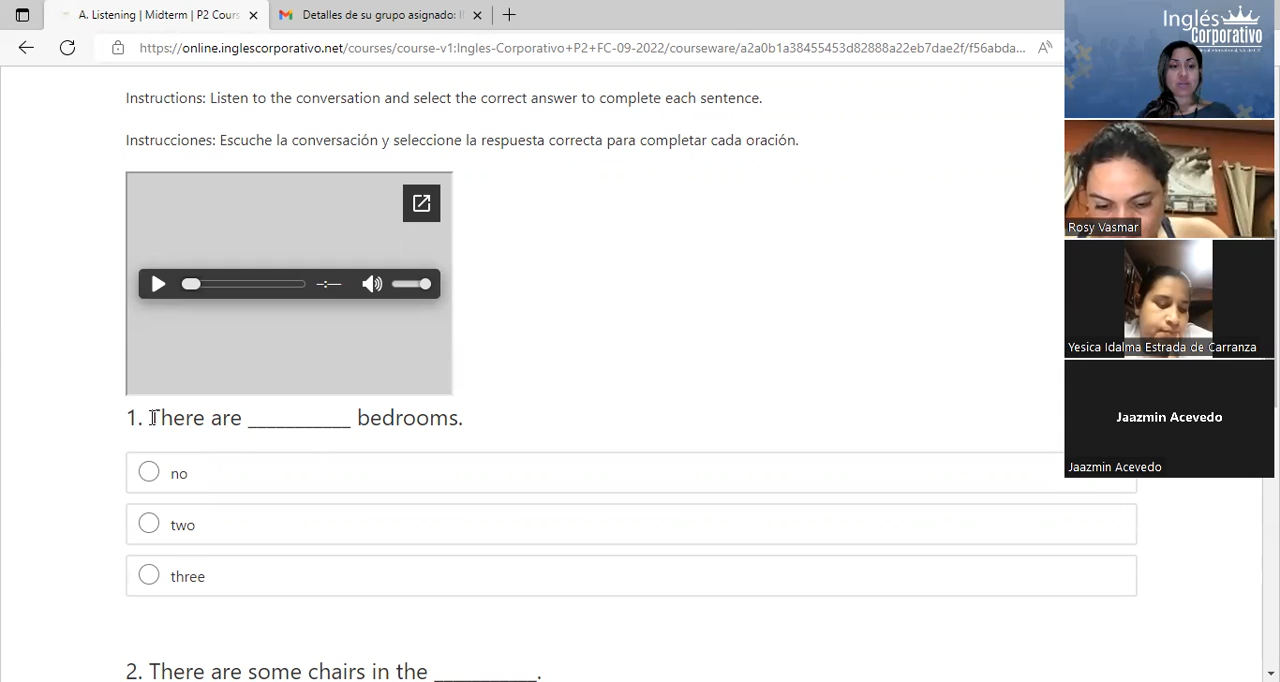 A. Listening | Midterm | P2 Cours
Detalles de su grupo asignado: I
https://online.inglescorporativo.net/courses/course-v1:Ingles-Corporativo+P2+FC-09-2022/courseware/a2a0b1a38455453d82888a22eb7dae2f/f56abda...
Inglés
Corporativo
Instructions: Listen to the conversation and select the correct answer to complete each sentence.
Instrucciones: Escuche la conversación y seleccione la respuesta correcta para completar cada oración.
Rosy Vasmar
Yesica Idalma Estrada de Carranza
Jaazmin Acevedo
Jaazmin Acevedo
-:--
1. There are ___________ bedrooms.
no
two
three
2. There are some chairs in the __________.